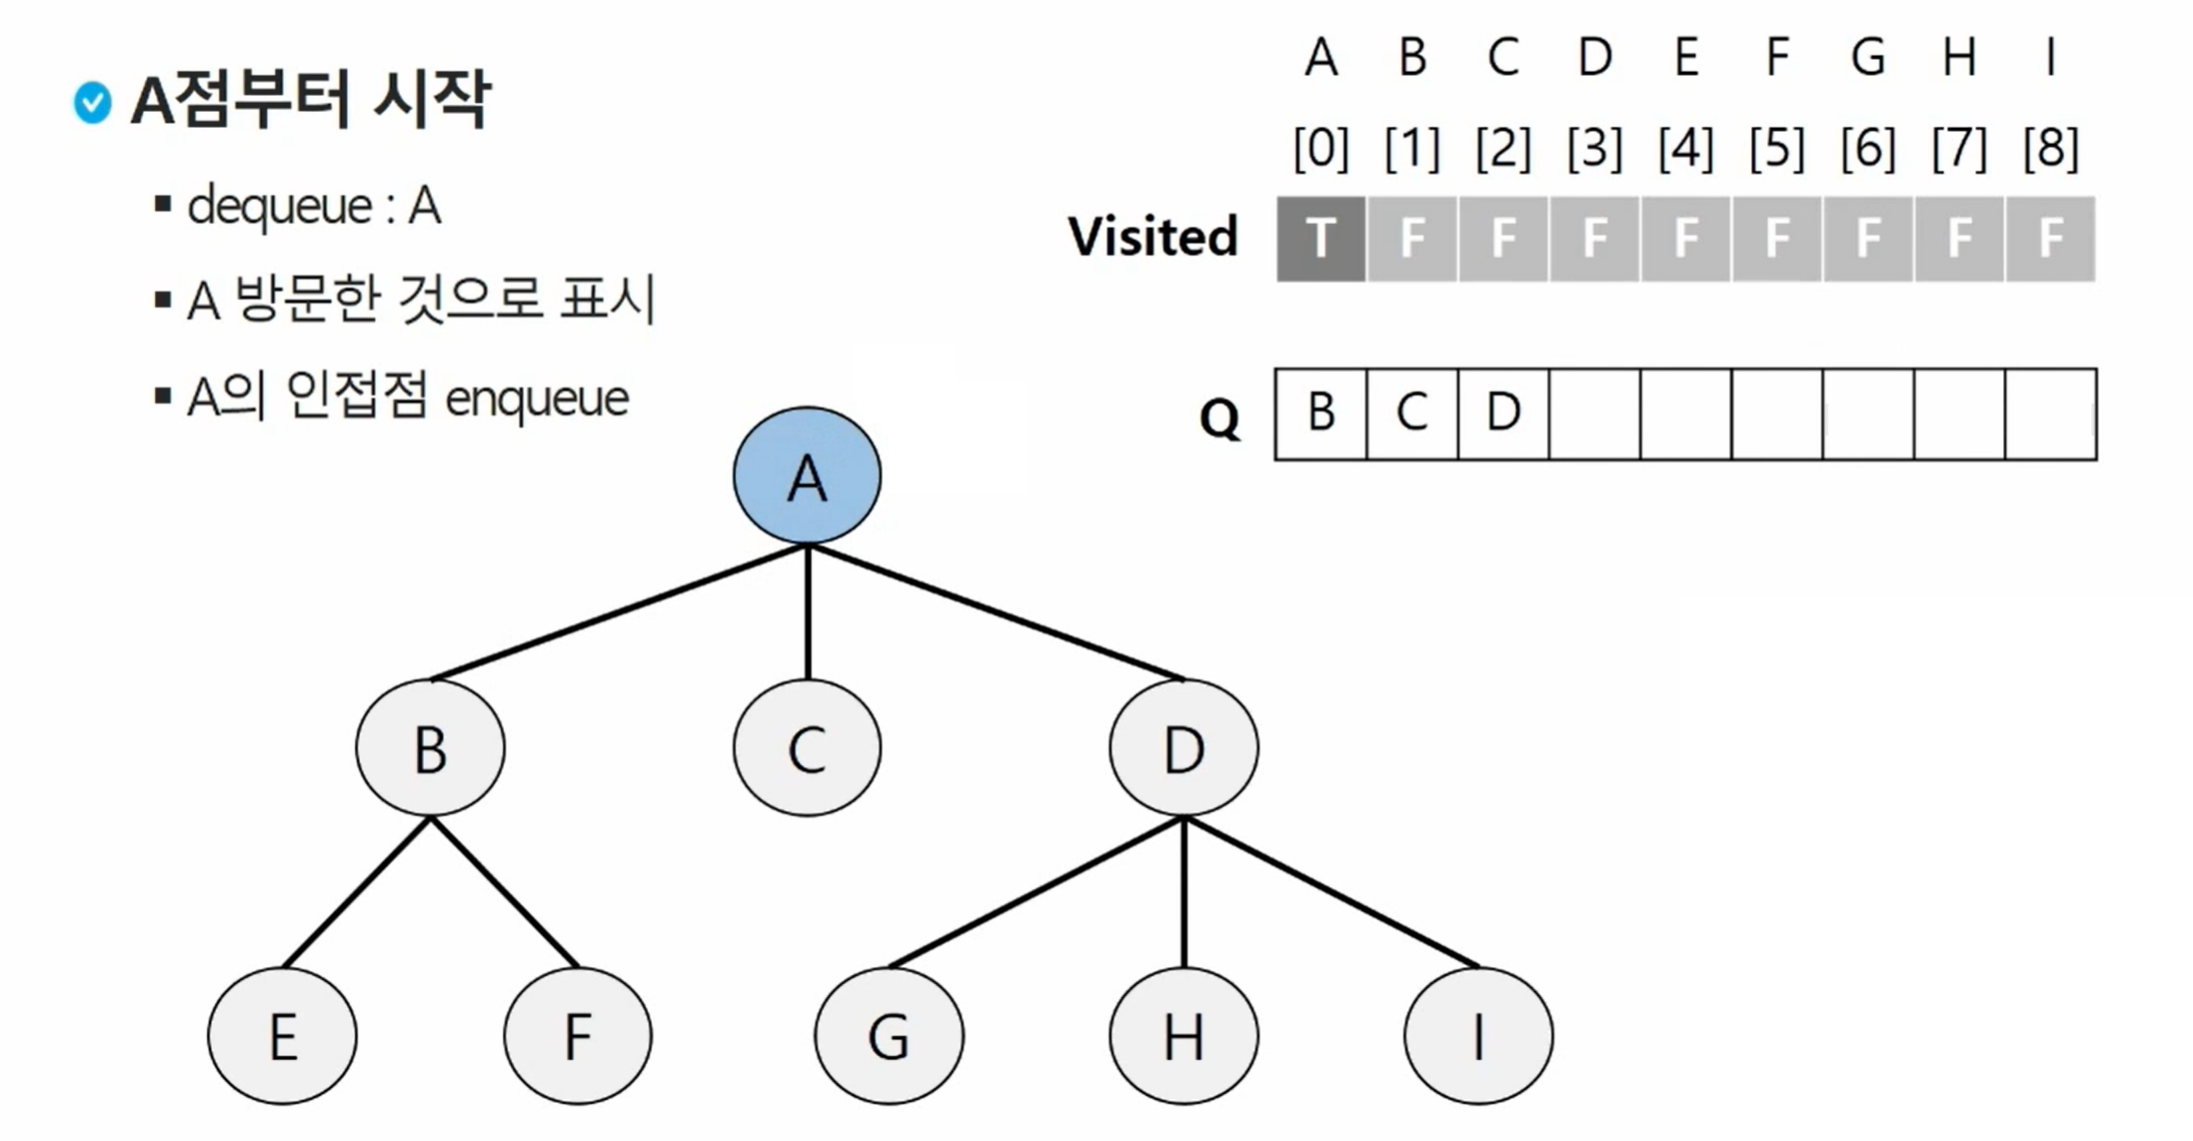 A점부터 시작
▪ dequeue : A
▪ A 방문한 것으로 표시
▪ A의 인접점 enqueue
A B C D E F G H I
[0] [1] [2] [3] [4] [5] [6] [7] [8]
Visited T F F F F F F F F
Q B C D
A
B C D
E F G H I